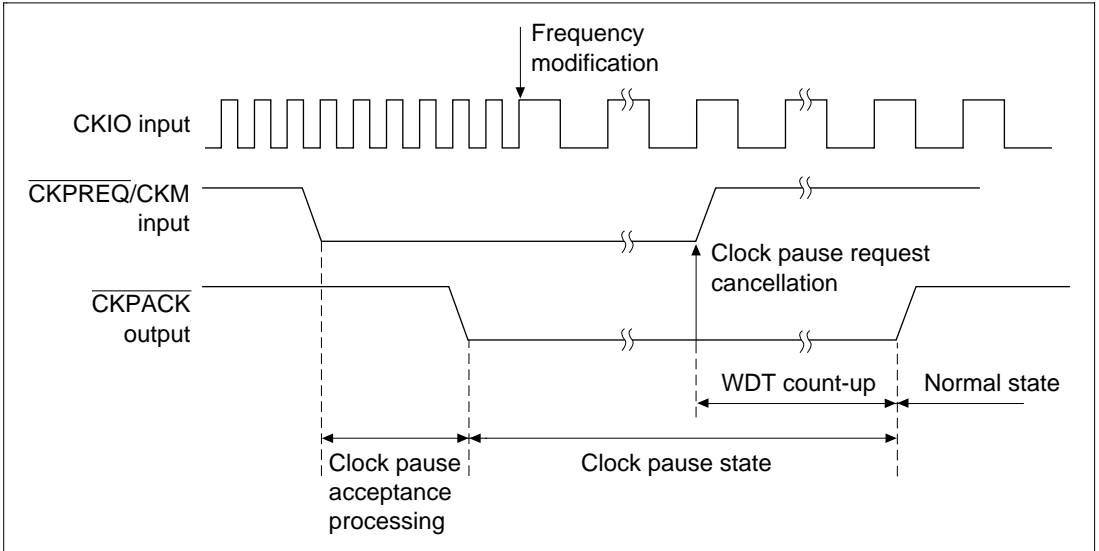 Frequency
modification
CKIO input
CKPREQ/CKM
input
Clock pause request
cancellation
CKPACK
output
WDT count-up
Normal state
Clock pause
acceptance
processing
Clock pause state